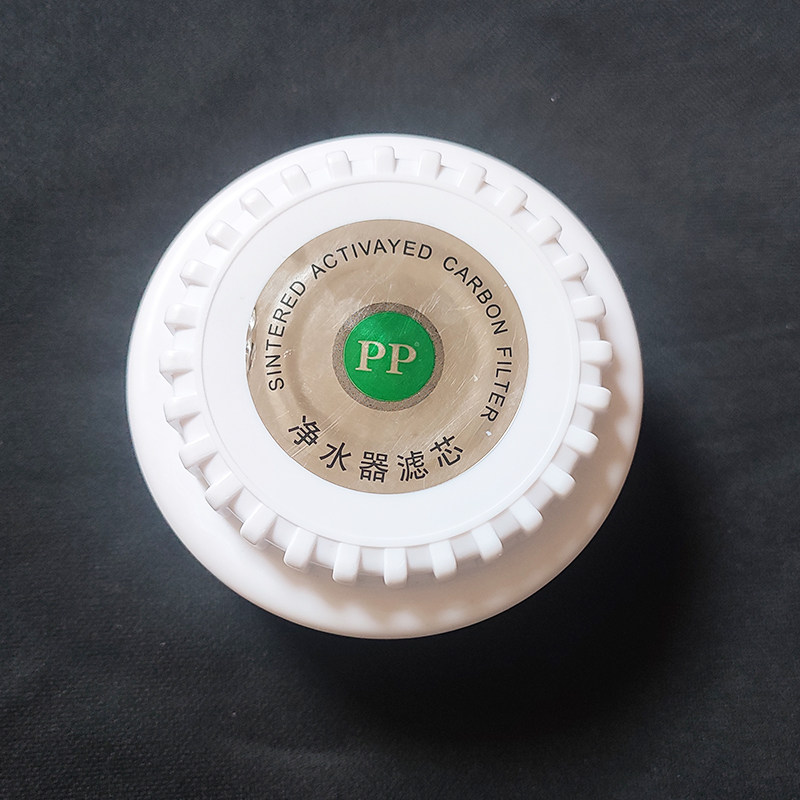 SINTERED ACTIVAYED CARBON FILTER
PP
净水器滤芯